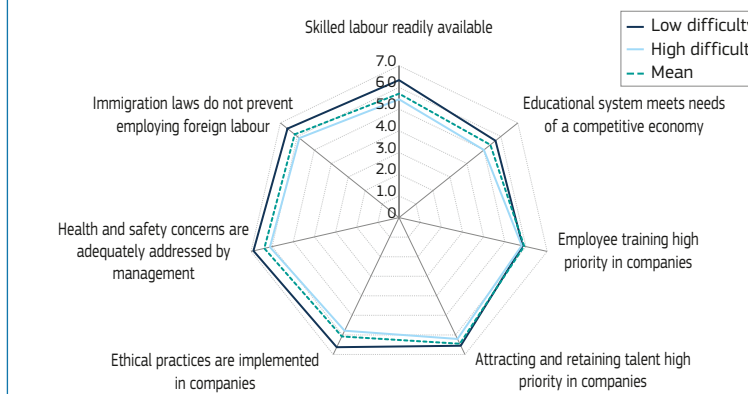 Skilled labour readily available
Low difficulty
High difficult
Mean
7.0
6.0
5.0
4.0
3.0
2.0
1.0
0
Immigration laws do not prevent
employing foreign labour
Educational system meets needs
of a competitive economy
Health and safety concerns are
adequately addressed by
management
Employee training high
priority in companies
Ethical practices are implemented
in companies
Attracting and retaining talent high
priority in companies